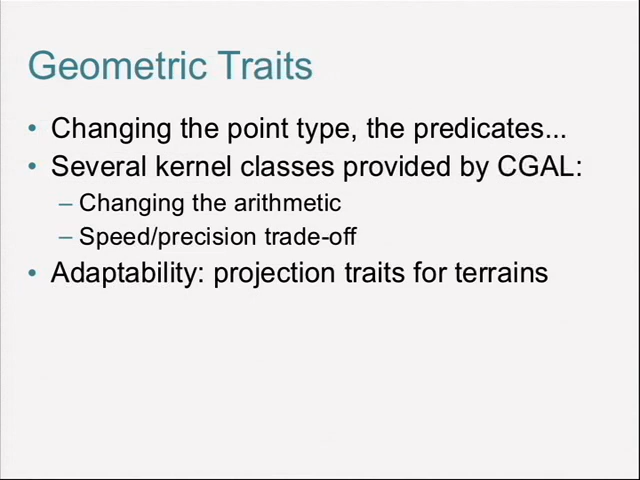 Geometric Traits
• Changing the point type, the predicates...
• Several kernel classes provided by CGAL:
– Changing the arithmetic
– Speed/precision trade-off
• Adaptability: projection traits for terrains